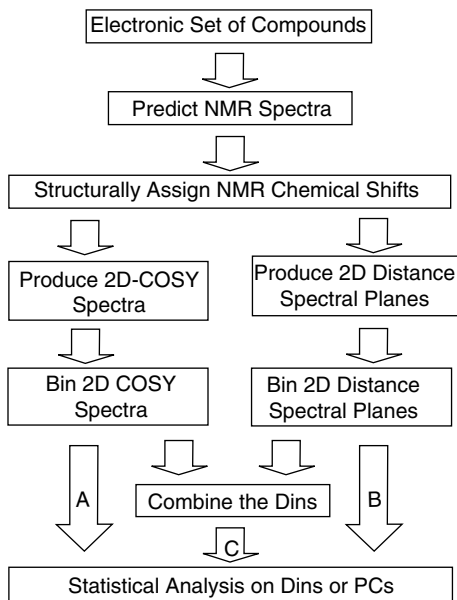 Electronic Set of Compounds
Predict NMR Spectra
Structurally Assign NMR Chemical Shifts
Produce 2D-COSY
Spectra
Produce 2D Distance
Spectral Planes
Bin 2D COSY
Spectra
Bin 2D Distance
Spectral Planes
A
Combine the Dins
B
C
Statistical Analysis on Dins or PCs